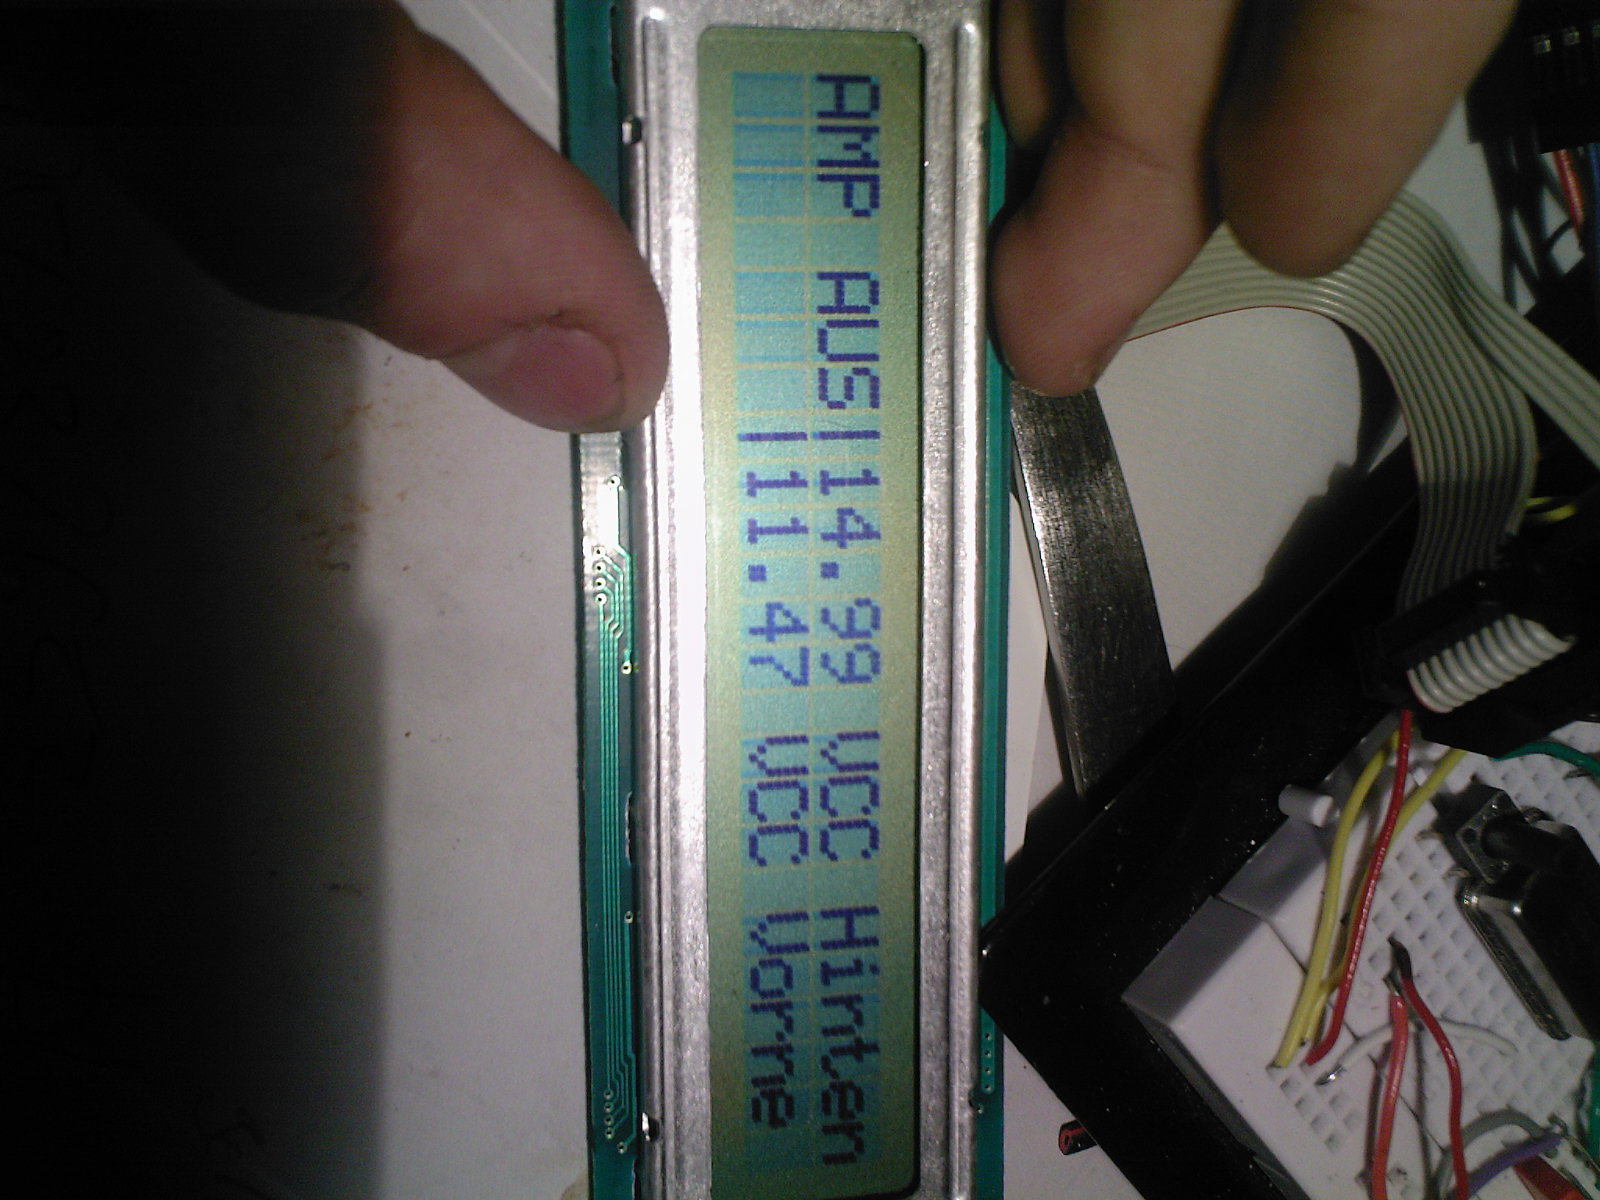 AMP AUS|14.99 VCC Hinten
|11.47 VCC Vorne